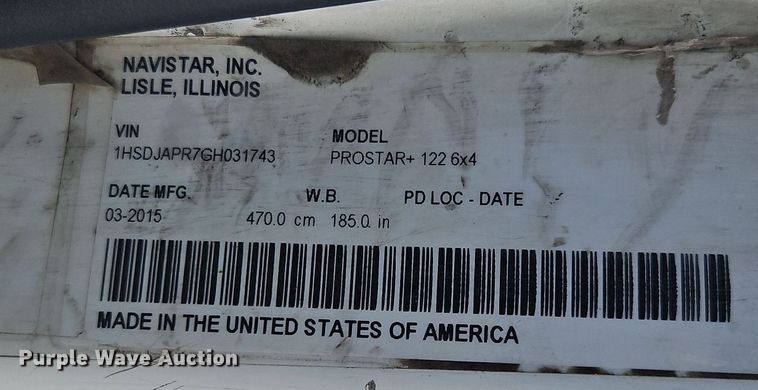 NAVISTAR, INC.
LISLE, ILLINOIS
VIN MODEL
1HSDJAPR7GH031743 PROSTAR+ 122 6x4
DATE MFG. W.B. PD LOC - DATE
03-2015 470.0 cm 185.0 in
MADE IN THE UNITED STATES OF AMERICA
Purple Wave Auction